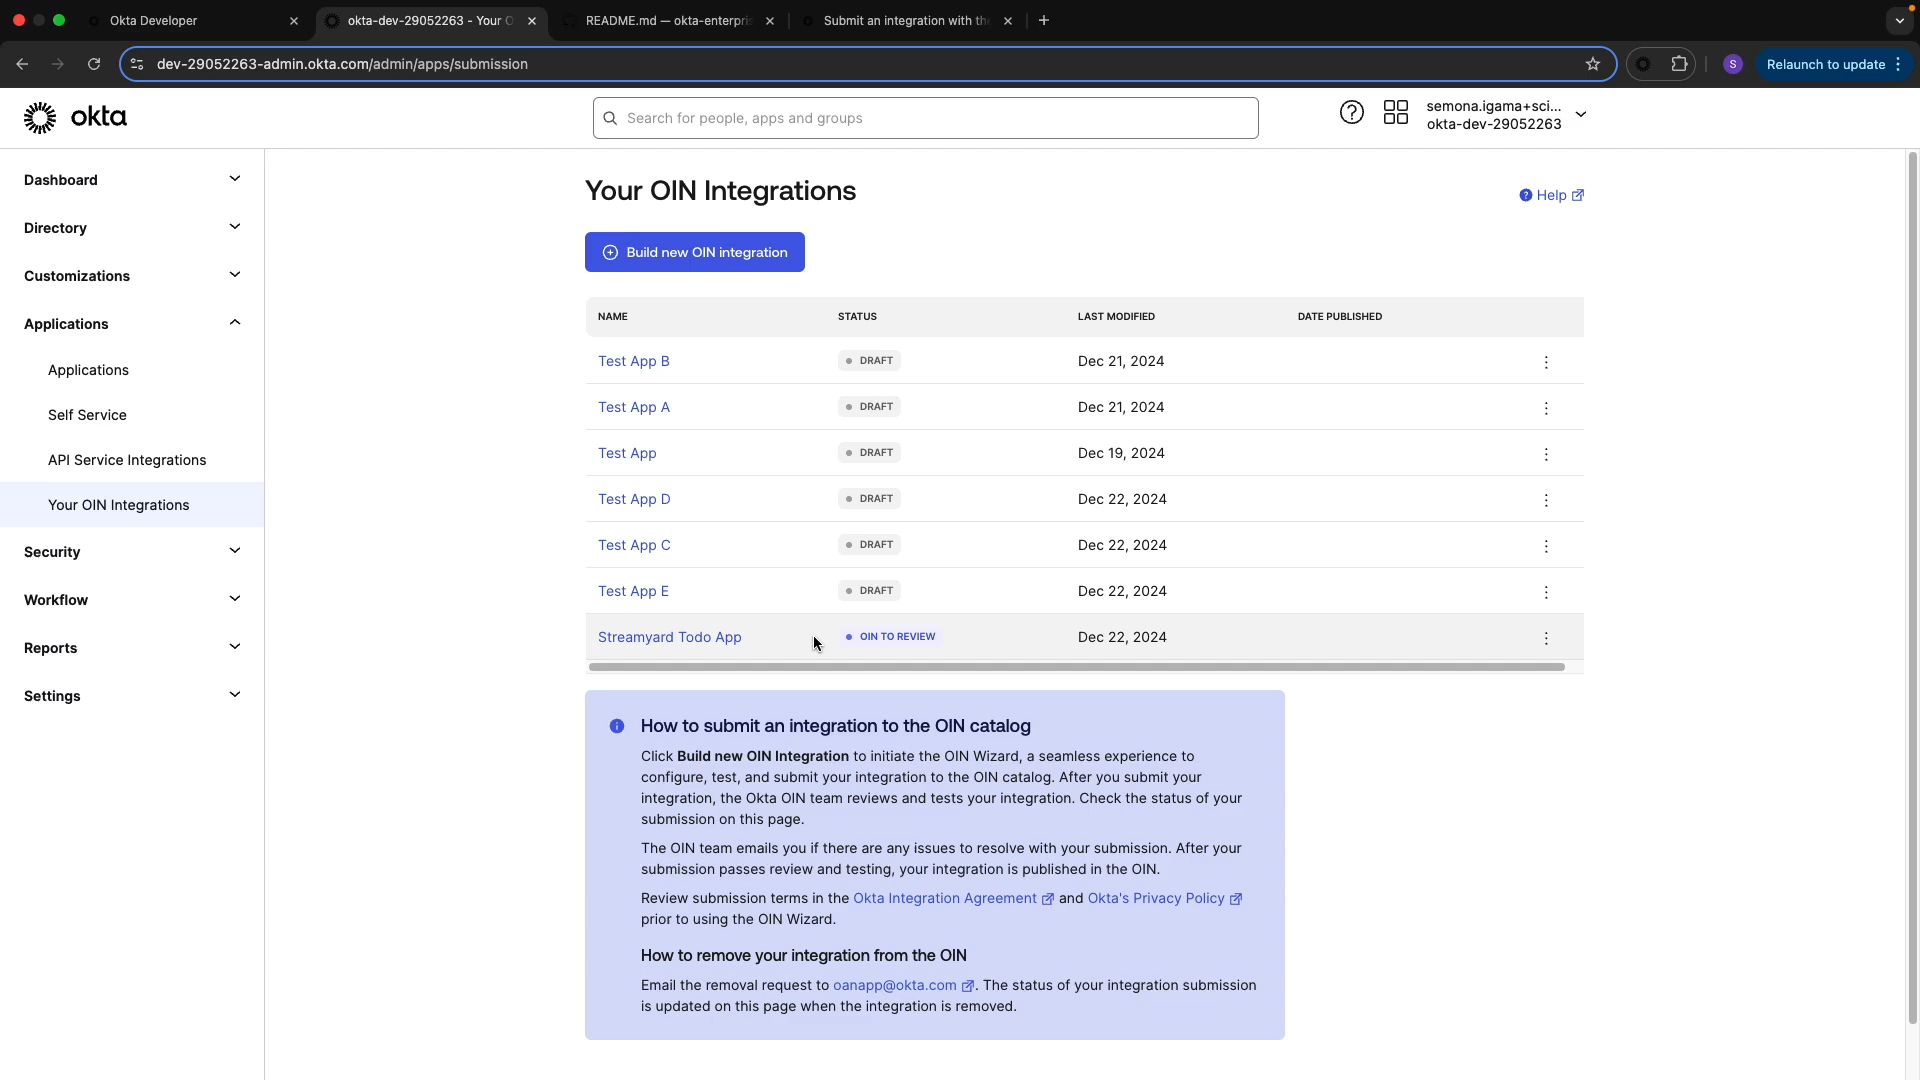 Okta Developer
okta-dev-29052263 - Your O
README.md — okta-enterpri
Submit an integration with th
dev-29052263-admin.okta.com/admin/apps/submission
S
Relaunch to update
okta
Search for people, apps and groups
semona.igama+sci...
okta-dev-29052263
Dashboard
Directory
Customizations
Applications
Applications
Self Service
API Service Integrations
Your OIN Integrations
Security
Workflow
Reports
Settings
Your OIN Integrations
Help
Build new OIN integration
NAME STATUS LAST MODIFIED DATE PUBLISHED
Test App B DRAFT Dec 21, 2024
Test App A DRAFT Dec 21, 2024
Test App DRAFT Dec 19, 2024
Test App D DRAFT Dec 22, 2024
Test App C DRAFT Dec 22, 2024
Test App E DRAFT Dec 22, 2024
Streamyard Todo App OIN TO REVIEW Dec 22, 2024
How to submit an integration to the OIN catalog
Click Build new OIN Integration to initiate the OIN Wizard, a seamless experience to
configure, test, and submit your integration to the OIN catalog. After you submit your
integration, the Okta OIN team reviews and tests your integration. Check the status of your
submission on this page.
The OIN team emails you if there are any issues to resolve with your submission. After your
submission passes review and testing, your integration is published in the OIN.
Review submission terms in the Okta Integration Agreement and Okta's Privacy Policy
prior to using the OIN Wizard.
How to remove your integration from the OIN
Email the removal request to oanapp@okta.com . The status of your integration submission
is updated on this page when the integration is removed.